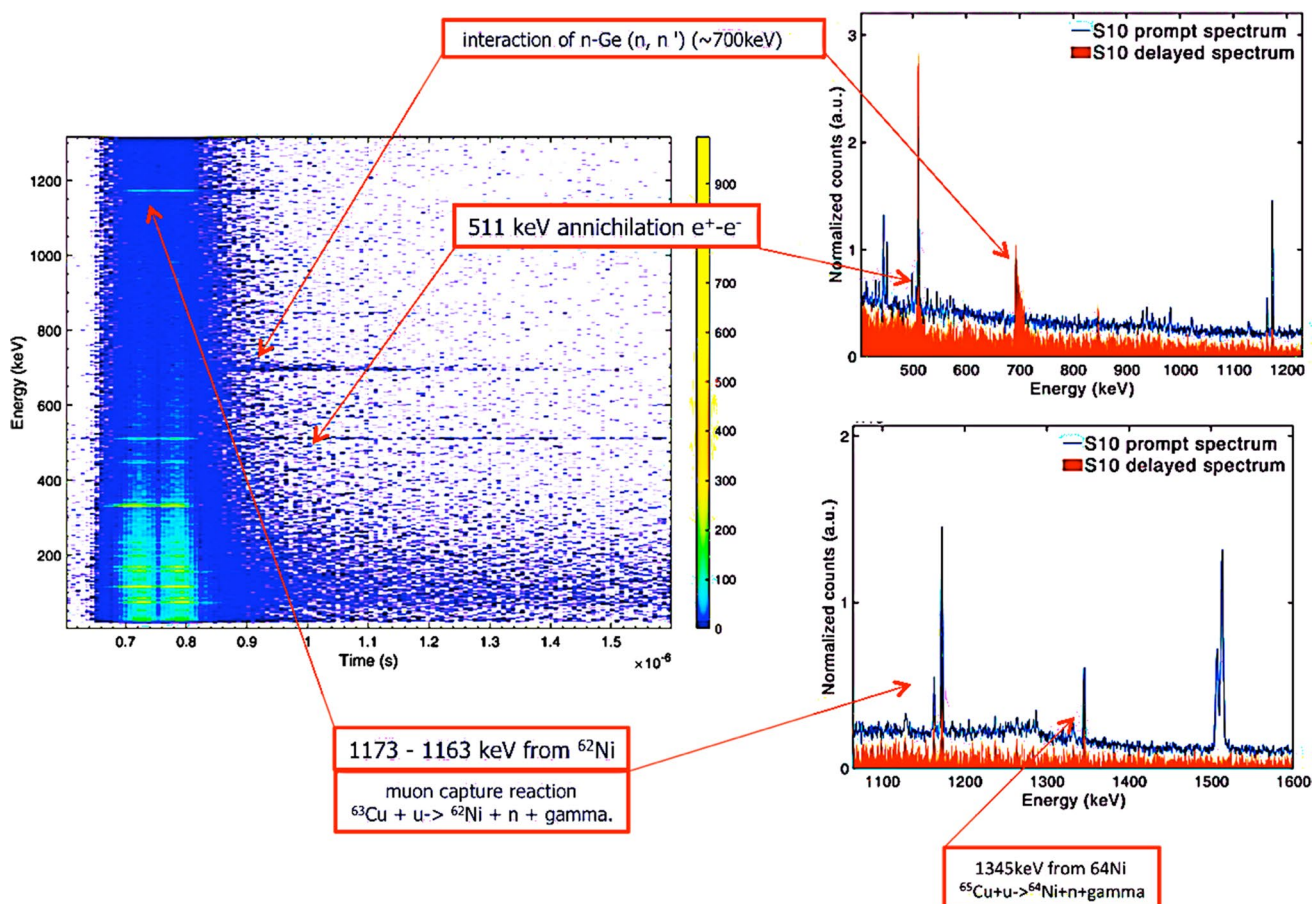 interaction of n-Ge (n, n ') (~700keV)
511 keV annichilation e⁺-e⁻
Energy (keV)
1200
1000
800
600
400
200
0.7 0.8 0.9 1 1.1 1.2 1.3 1.4 1.5
Time (s)
×10⁻⁶
900
800
700
600
500
400
300
200
100
0
S10 prompt spectrum
S10 delayed spectrum
Normalized counts (a.u.)
3
2
1
0
500 600 700 800 900 1000 1100 1200
Energy (keV)
S10 prompt spectrum
S10 delayed spectrum
Normalized counts (a.u.)
2
1
0
1100 1200 1300 1400 1500 1600
Energy (keV)
1173 - 1163 keV from ⁶²Ni
muon capture reaction
⁶³Cu + u-> ⁶²Ni + n + gamma.
1345keV from 64Ni
⁶⁵Cu+u->⁶⁴Ni+n+gamma